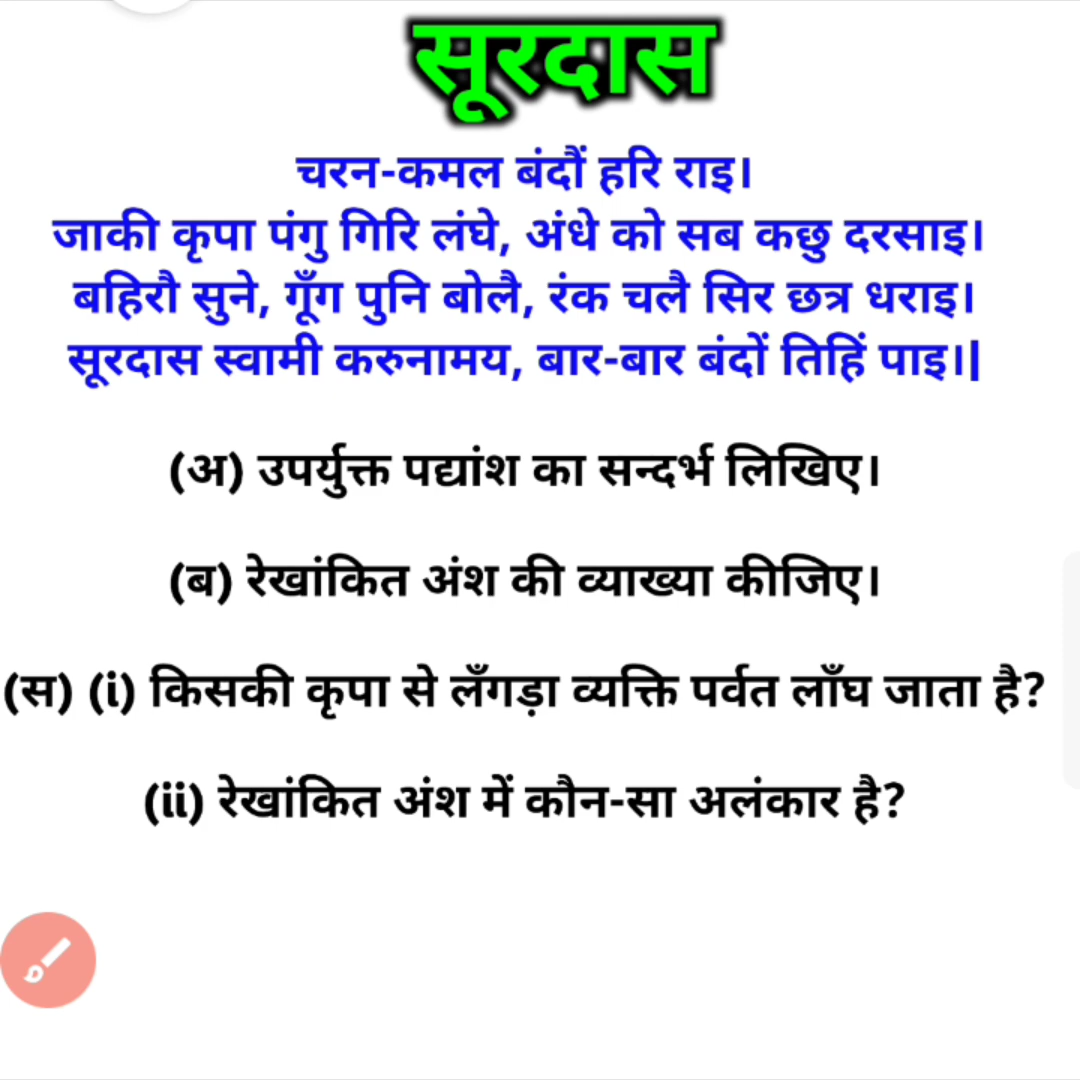 सूरदास
चरन-कमल बंदौं हरि राइ।
जाकी कृपा पंगु गिरि लंघे, अंधे को सब कछु दरसाइ।
बहिरौ सुने, गूँग पुनि बोलै, रंक चलै सिर छत्र धराइ।
सूरदास स्वामी करुनामय, बार-बार बंदों तिहिं पाइ।|
(अ) उपर्युक्त पद्यांश का सन्दर्भ लिखिए।
(ब) रेखांकित अंश की व्याख्या कीजिए।
(स) (i) किसकी कृपा से लँगड़ा व्यक्ति पर्वत लाँघ जाता है?
(ii) रेखांकित अंश में कौन-सा अलंकार है?